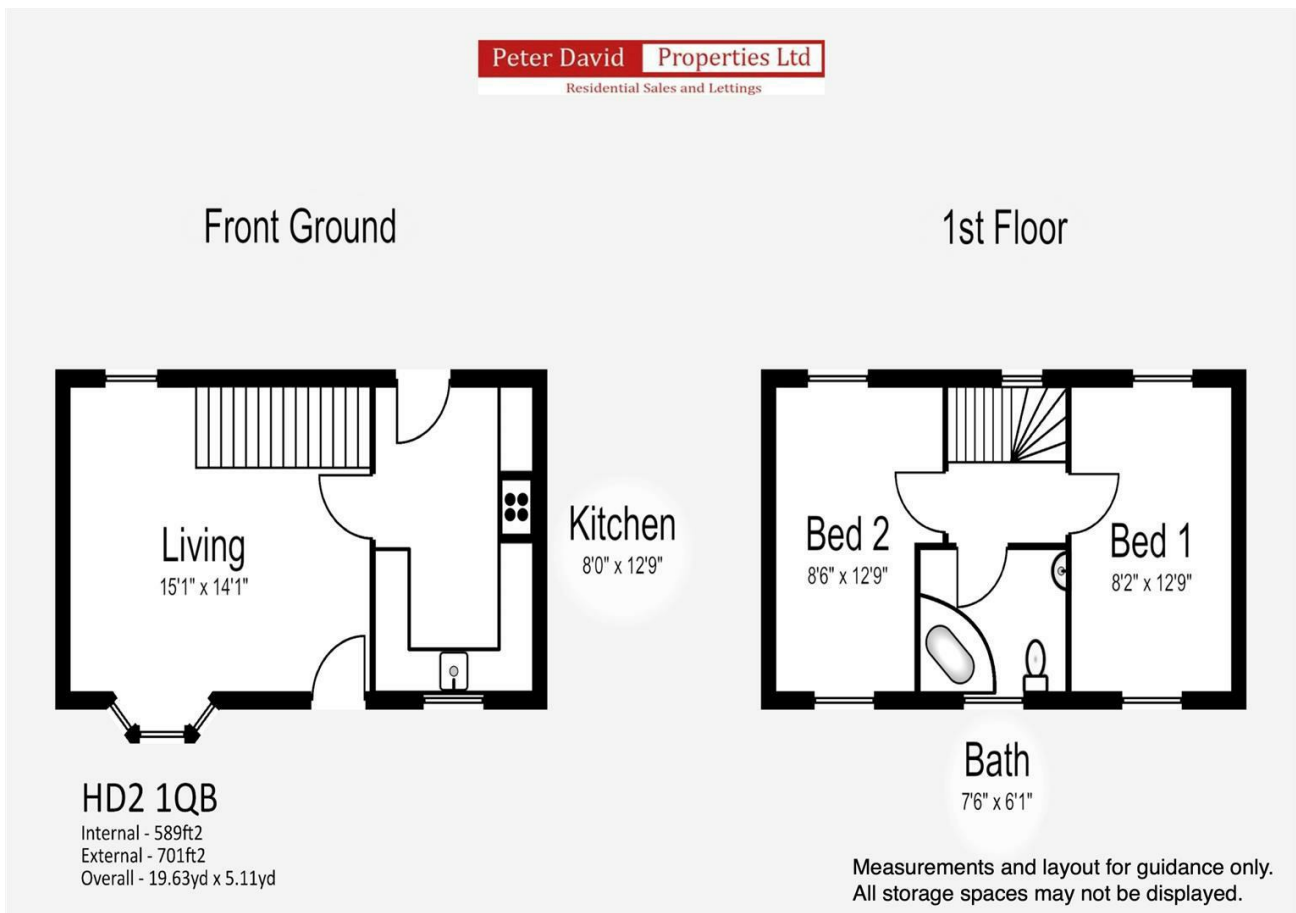 Peter David Properties Ltd
Residential Sales and Lettings
Front Ground
1st Floor
Living
15'1" x 14'1"
Kitchen
8'0" x 12'9"
Bed 2
8'6" x 12'9"
Bed 1
8'2" x 12'9"
Bath
7'6" x 6'1"
HD2 1QB
Internal - 589ft2
External - 701ft2
Overall - 19.63yd x 5.11yd
Measurements and layout for guidance only.
All storage spaces may not be displayed.